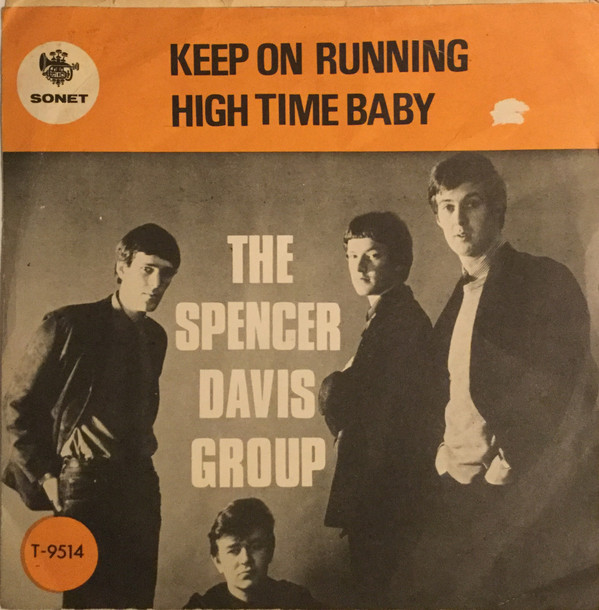 KEEP ON RUNNING
HIGH TIME BABY
SONET
THE
SPENCER
DAVIS
GROUP
T-9514